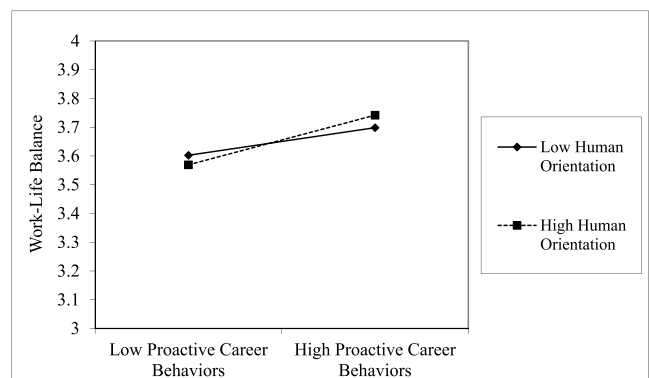 4
3.9
3.8
3.7
3.6
3.5
3.4
3.3
3.2
3.1
3
Work-Life Balance
Low Proactive Career
Behaviors
High Proactive Career
Behaviors
Low Human
Orientation
High Human
Orientation